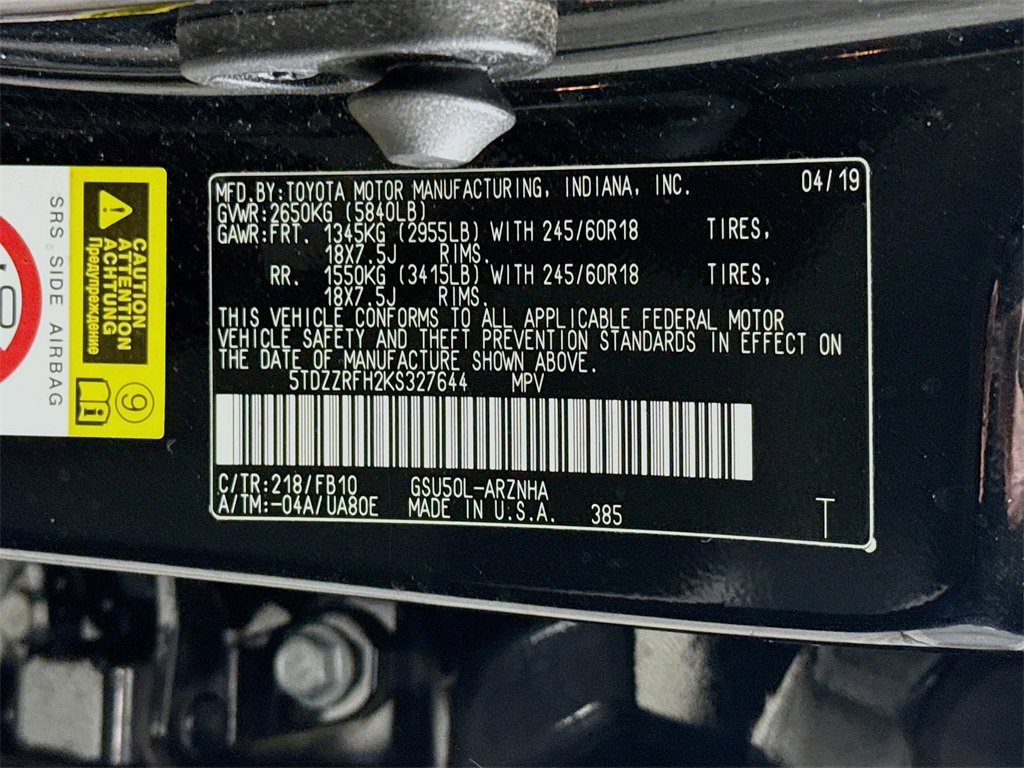 MFD. BY: TOYOTA MOTOR MANUFACTURING, INDIANA, INC. 04/19
GVWR: 2650KG (5840LB)
GAWR: FRT. 1345KG (2955LB) WITH 245/60R18 TIRES,
18X7.5J RIMS.
RR. 1550KG (3415LB) WITH 245/60R18 TIRES,
18X7.5J RIMS.
THIS VEHICLE CONFORMS TO ALL APPLICABLE FEDERAL MOTOR
VEHICLE SAFETY AND THEFT PREVENTION STANDARDS IN EFFECT ON
THE DATE OF MANUFACTURE SHOWN ABOVE.
5TDZZRFH2KS327644 MPV
C/TR: 218/FB10 GSU50L-ARZNHA
A/TM: -04A/UA80E MADE IN U.S.A. 385 T
CAUTION
ATTENTION
ACHTUNG
Предупреждение
9
SRS SIDE AIRBAG